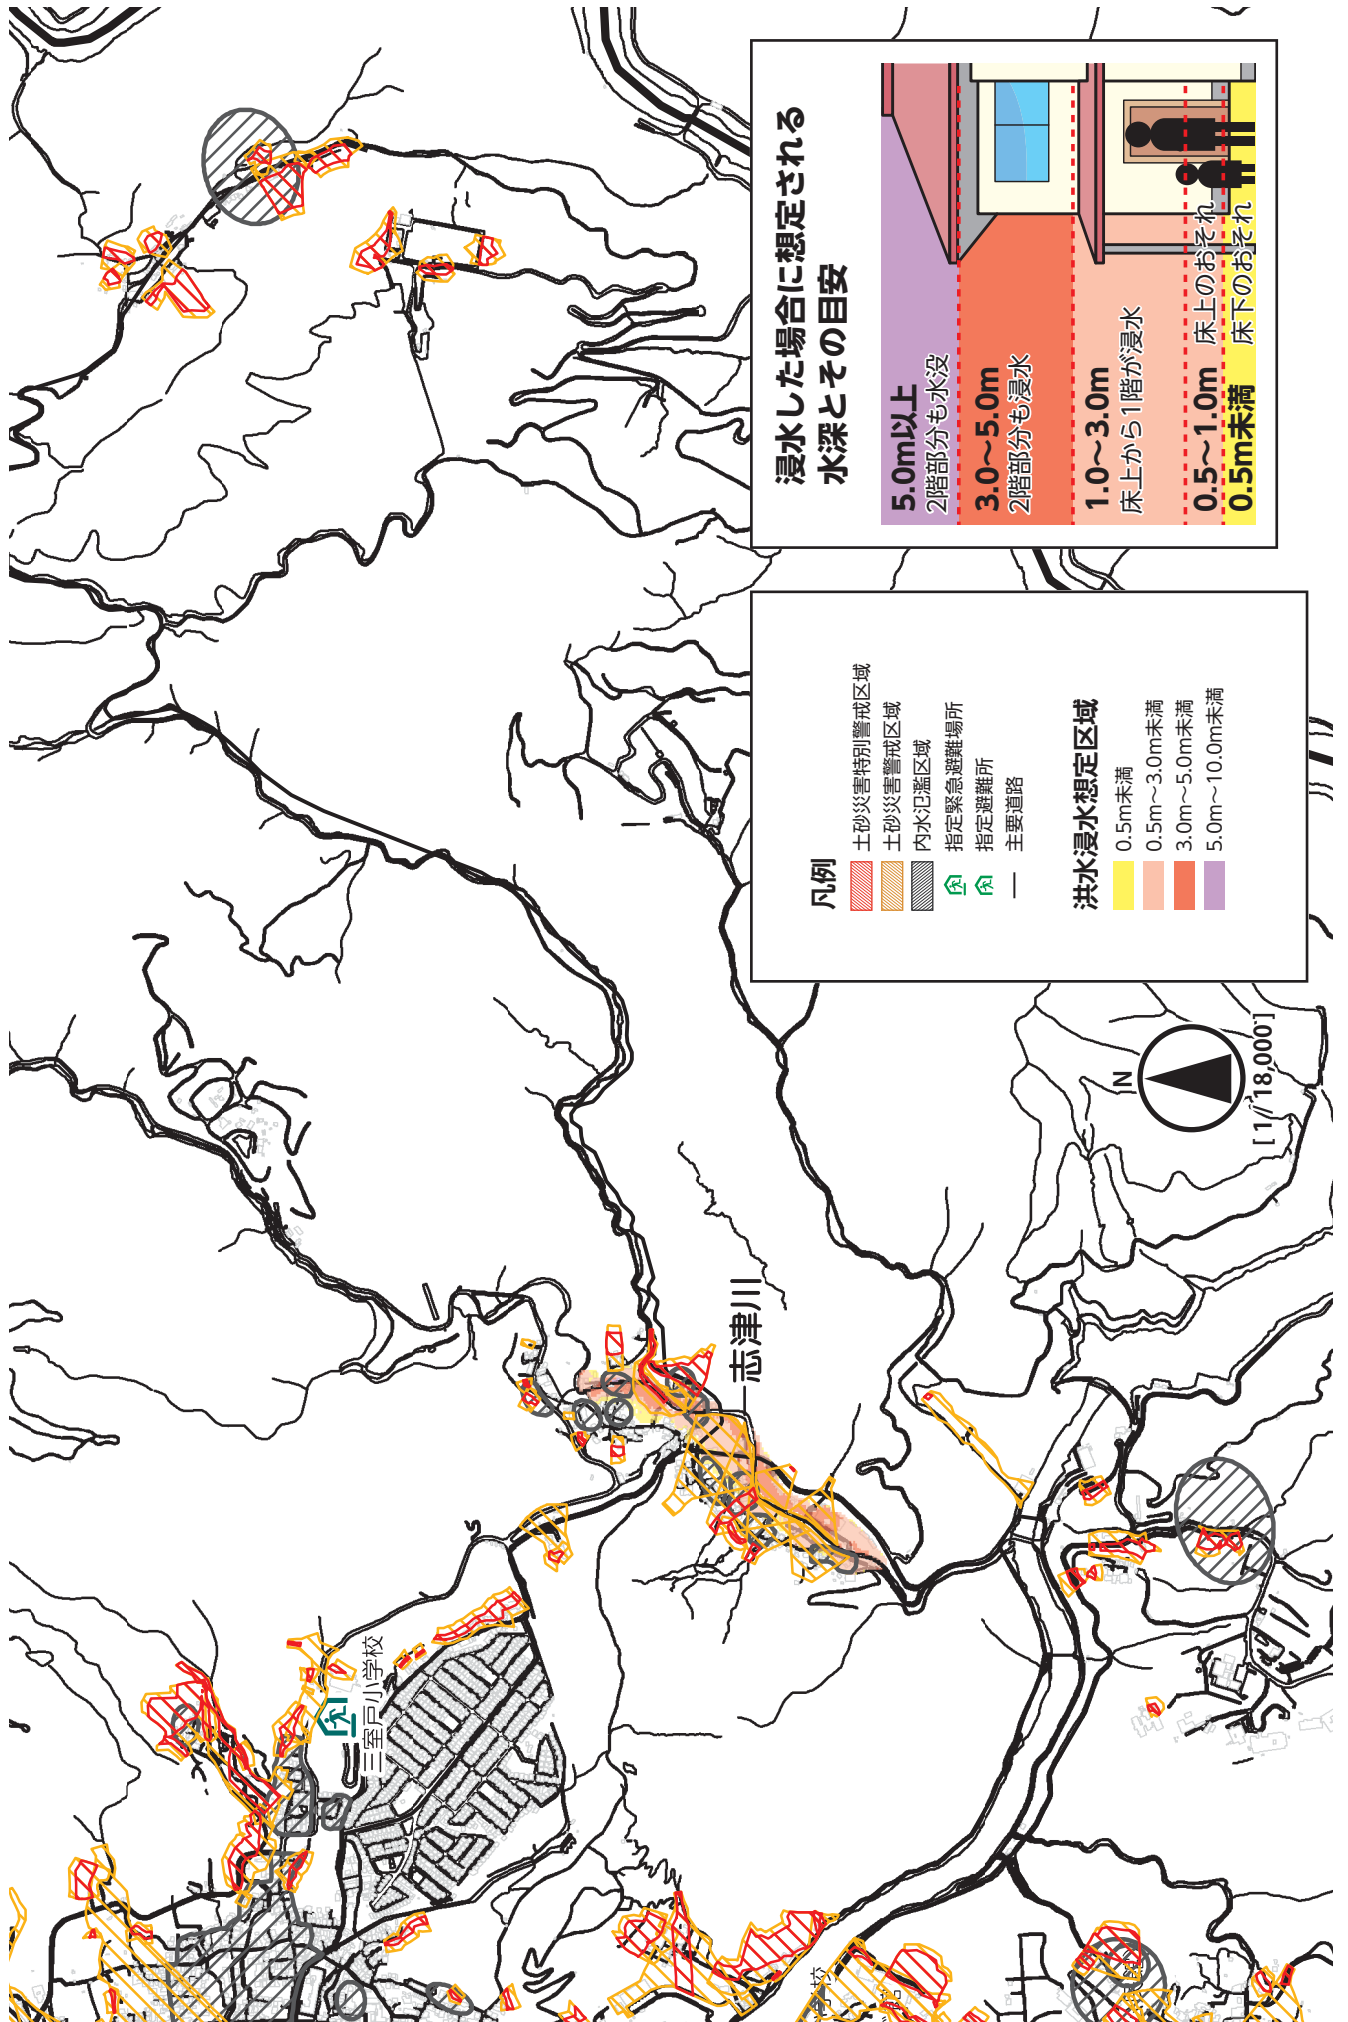 浸水した場合に想定される
水深とその目安
5.0m以上
2階部分も水没
3.0〜5.0m
2階部分も浸水
1.0〜3.0m
床上から1階が浸水
0.5〜1.0m 床上のおそれ
0.5m未満 床下のおそれ
凡例
土砂災害特別警戒区域
土砂災害警戒区域
内水氾濫区域
指定緊急避難場所
指定避難所
主要道路
洪水浸水想定区域
0.5m未満
0.5m〜3.0m未満
3.0m〜5.0m未満
5.0m〜10.0m未満
N
[1/18,000]
志津川
三室戸小学校